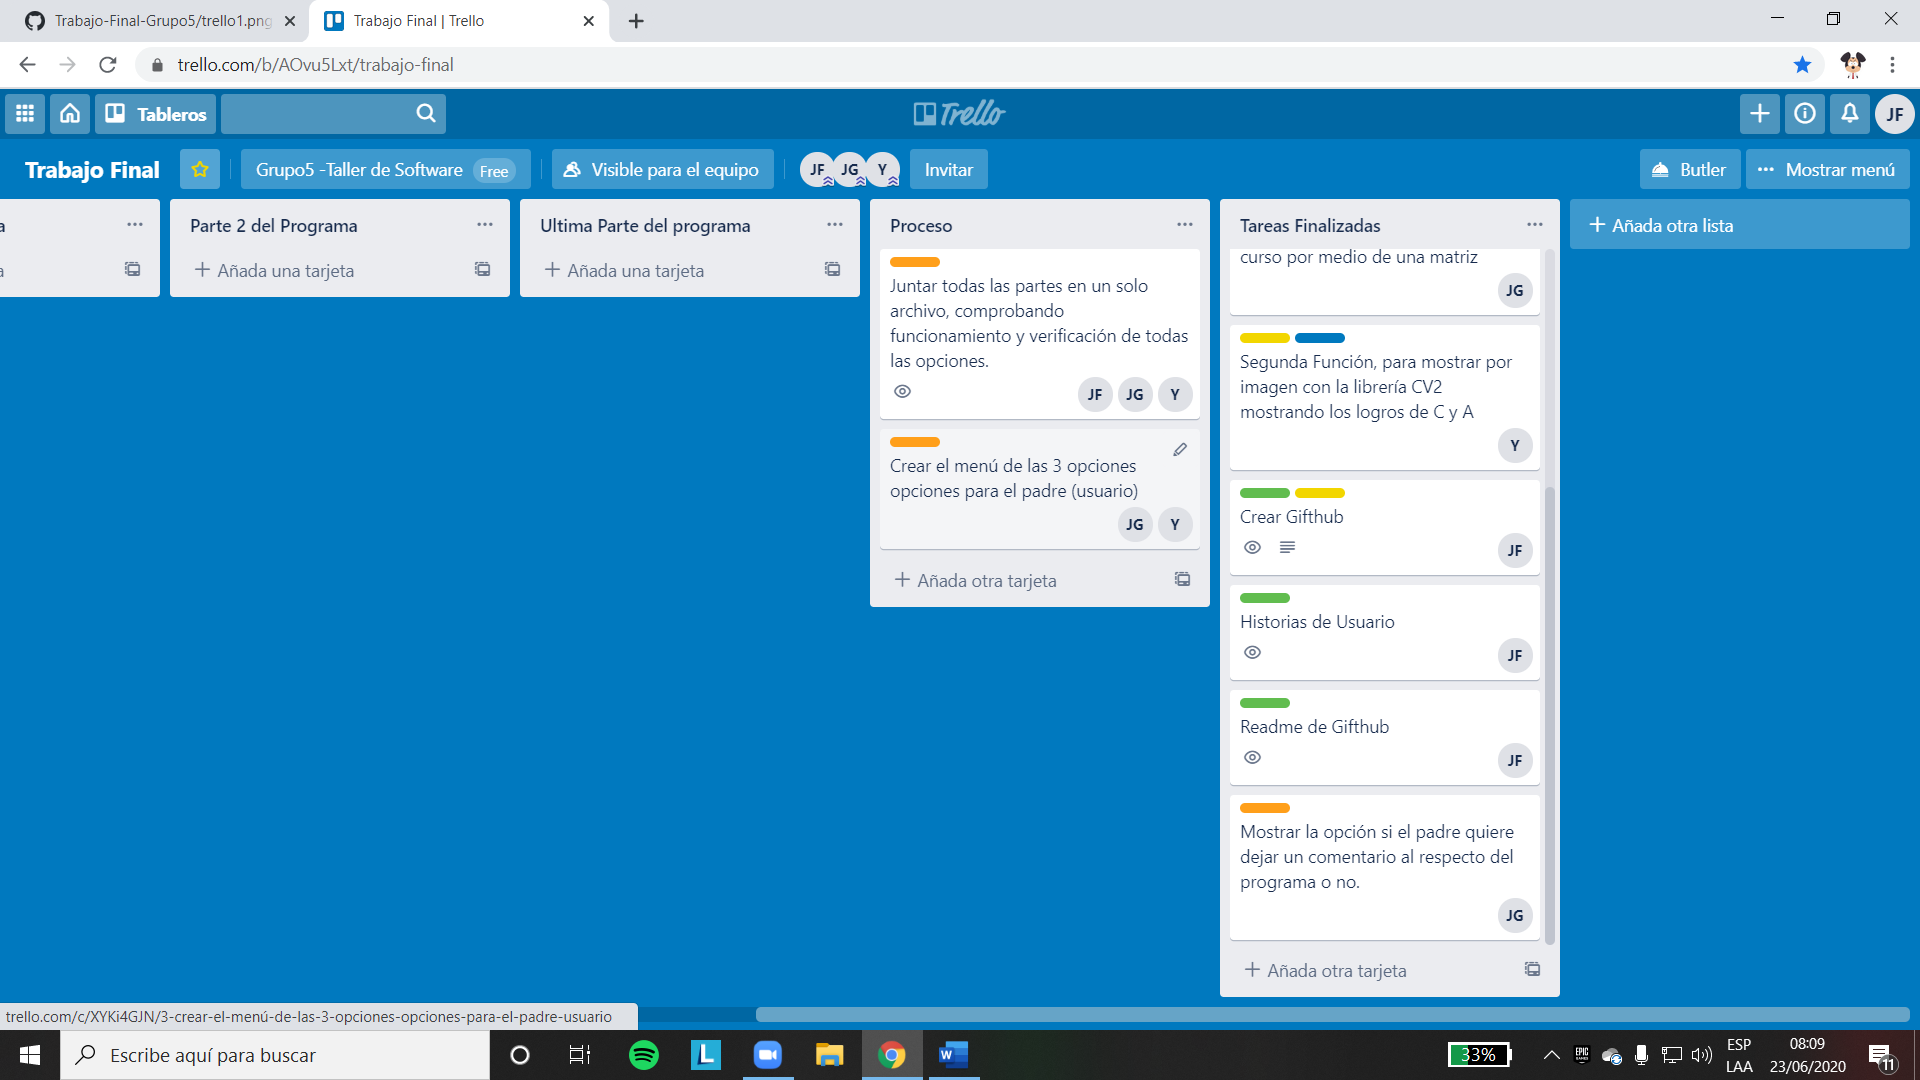 Trabajo-Final-Grupo5/trello1.png
Trabajo Final | Trello
trello.com/b/AOvu5Lxt/trabajo-final
Tableros
Trello
JF
Trabajo Final
Grupo5 -Taller de Software Free
Visible para el equipo
JF JG Y
Invitar
Butler
Mostrar menú
a
a
Parte 2 del Programa
Añada una tarjeta
Ultima Parte del programa
Añada una tarjeta
Proceso
Juntar todas las partes en un solo
archivo, comprobando
funcionamiento y verificación de todas
las opciones.
JF JG Y
Crear el menú de las 3 opciones
opciones para el padre (usuario)
JG Y
Añada otra tarjeta
Tareas Finalizadas
curso por medio de una matriz
JG
Segunda Función, para mostrar por
imagen con la librería CV2
mostrando los logros de C y A
Y
Crear Gifthub
JF
Historias de Usuario
JF
Readme de Gifthub
JF
Mostrar la opción si el padre quiere
dejar un comentario al respecto del
programa o no.
JG
Añada otra tarjeta
Añada otra lista
trello.com/c/XYKi4GJN/3-crear-el-menú-de-las-3-opciones-opciones-para-el-padre-usuario
Escribe aquí para buscar
L
W
33%
EPIC
GAMES
ESP
LAA
08:09
23/06/2020
11